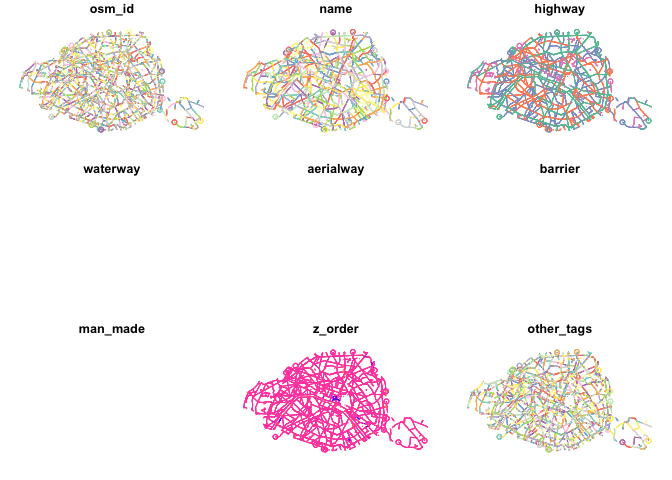 osm_id name highway
waterway aerialway barrier
man_made z_order other_tags